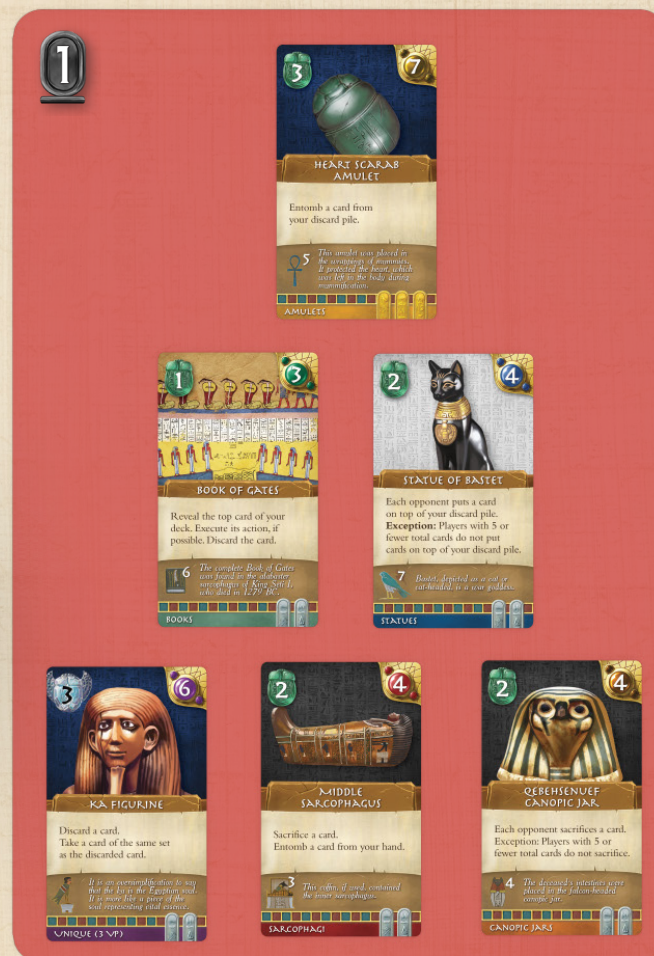 1
3
7
HEART SCARAB
AMULET
Entomb a card from
your discard pile.
5
This amulet was placed in
the wrappings of mummies.
It protected the heart, which
was left in the body during
mummification.
AMULETS
1
3
BOOK OF GATES
Reveal the top card of your
deck. Execute its action, if
possible. Discard the card.
6
The complete Book of Gates
was found in the alabaster
sarcophagus of King Seti I,
who died in 1279 BC.
BOOKS
2
4
STATUE OF BASTET
Each opponent puts a card
on top of your discard pile.
Exception: Players with 5 or
fewer total cards do not put
cards on top of your discard pile.
7
Bastet, depicted as a cat or
cat-headed, is a war goddess.
STATUES
3
6
KA FIGURINE
Discard a card.
Take a card of the same set
as the discarded card.
It is an oversimplification to say
that the ka is the Egyptian soul.
It is more like a piece of the
soul representing vital essence.
UNIQUE (3 VP)
2
4
MIDDLE
SARCOPHAGUS
Sacrifice a card.
Entomb a card from your hand.
3
This coffin, if used, contained
the inner sarcophagus.
SARCOPHAGI
2
4
QEBEHSENUEF
CANOPIC JAR
Each opponent sacrifices a card.
Exception: Players with 5 or
fewer total cards do not sacrifice.
4
The deceased's intestines were
placed in the falcon-headed
canopic jar.
CANOPIC JARS